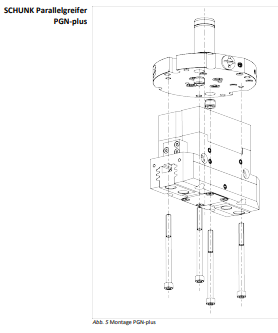 SCHUNK Parallelgreifer
PGN-plus
Abb. 5 Montage PGN-plus